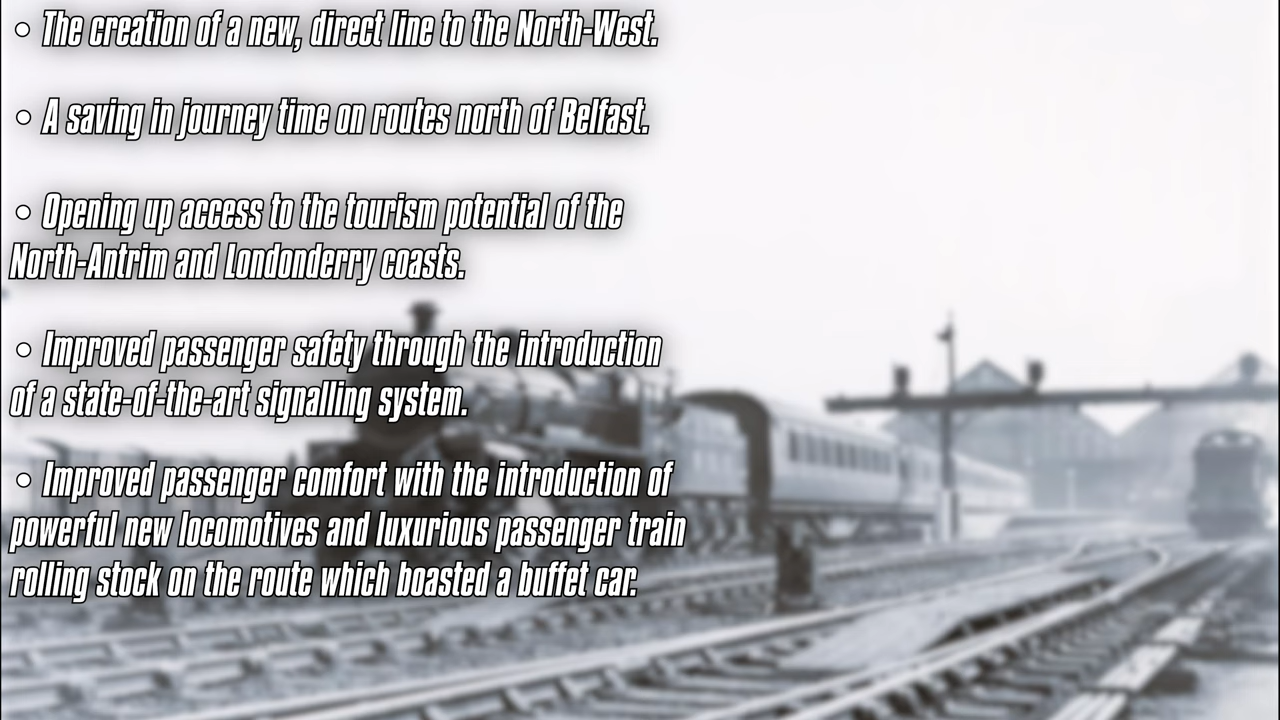 • The creation of a new, direct line to the North-West.
• A saving in journey time on routes north of Belfast.
• Opening up access to the tourism potential of the
North-Antrim and Londonderry coasts.
• Improved passenger safety through the introduction
of a state-of-the-art signalling system.
• Improved passenger comfort with the introduction of
powerful new locomotives and luxurious passenger train
rolling stock on the route which boasted a buffet car.